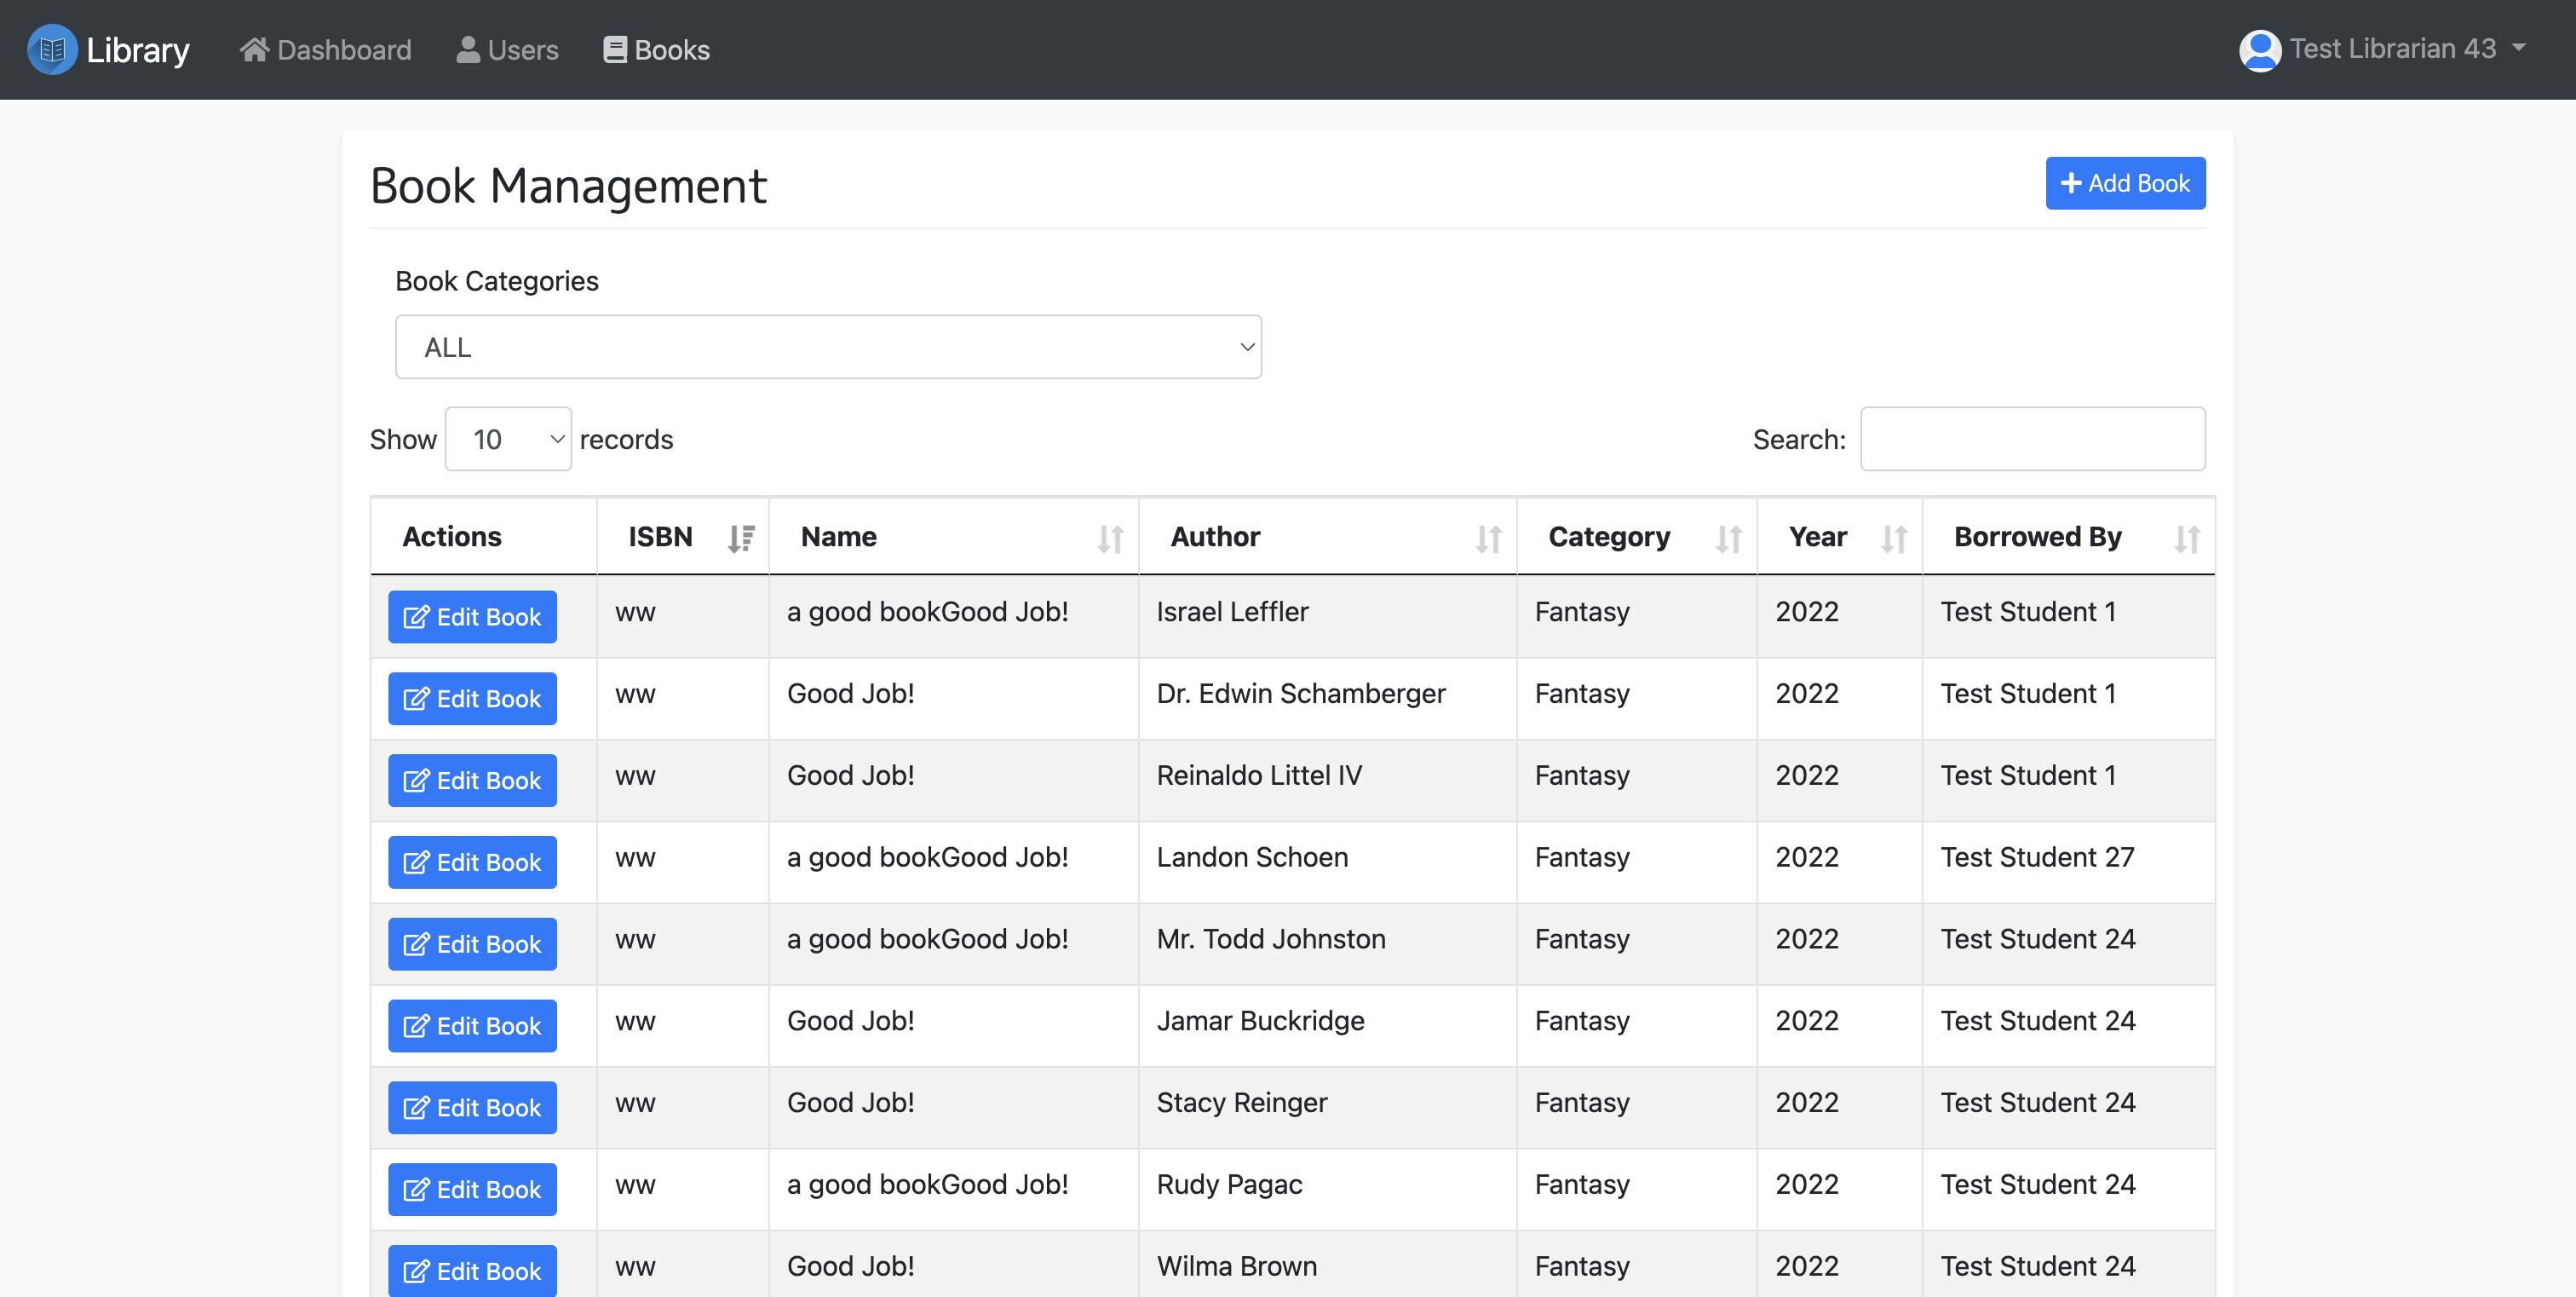 Library Dashboard Users Books Test Librarian 43
Book Management + Add Book
Book Categories
ALL
Show 10 records Search:
Actions ISBN Name Author Category Year Borrowed By
Edit Book ww a good bookGood Job! Israel Leffler Fantasy 2022 Test Student 1
Edit Book ww Good Job! Dr. Edwin Schamberger Fantasy 2022 Test Student 1
Edit Book ww Good Job! Reinaldo Littel IV Fantasy 2022 Test Student 1
Edit Book ww a good bookGood Job! Landon Schoen Fantasy 2022 Test Student 27
Edit Book ww a good bookGood Job! Mr. Todd Johnston Fantasy 2022 Test Student 24
Edit Book ww Good Job! Jamar Buckridge Fantasy 2022 Test Student 24
Edit Book ww Good Job! Stacy Reinger Fantasy 2022 Test Student 24
Edit Book ww a good bookGood Job! Rudy Pagac Fantasy 2022 Test Student 24
Edit Book ww Good Job! Wilma Brown Fantasy 2022 Test Student 24